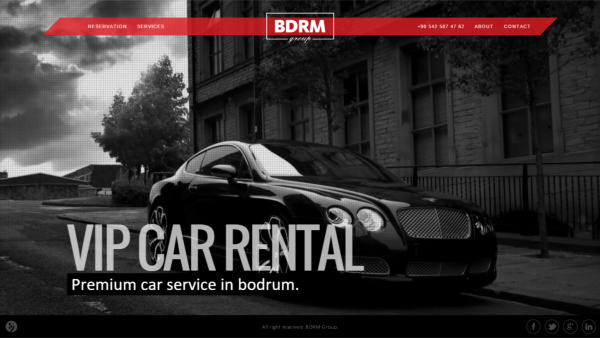 RESERVATION SERVICES
BDRM
group
+90 543 587 47 62 ABOUT CONTACT
VIP CAR RENTAL
Premium car service in bodrum.
All right reserved. BDRM Group.